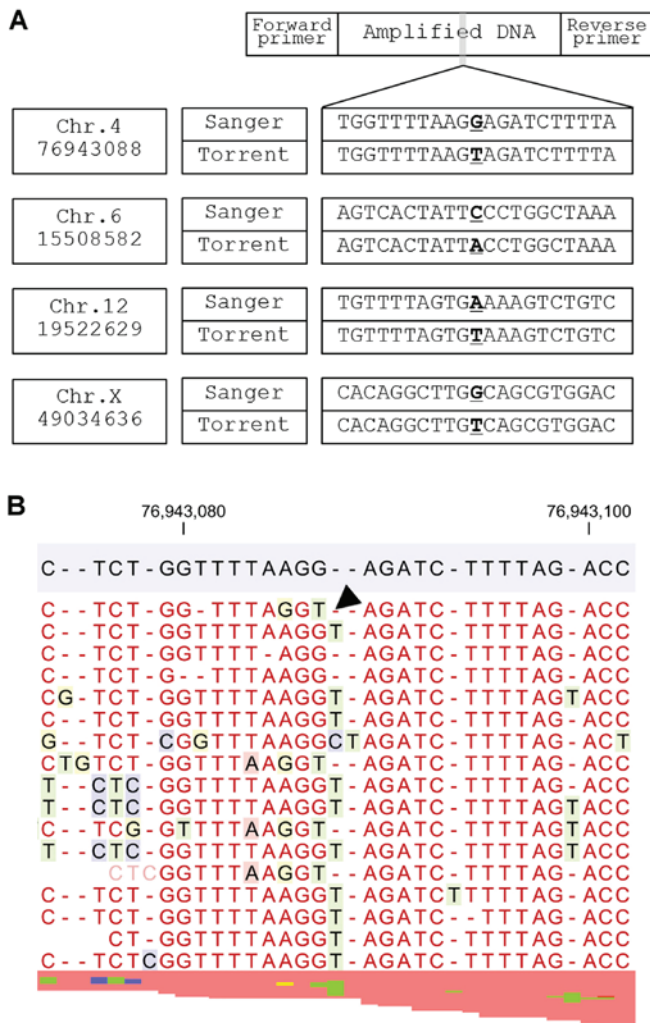 A
Forward primer
Amplified DNA
Reverse primer
Chr.4
76943088
Sanger TGGTTTTAAGGAGATCTTTTA
Torrent TGGTTTTAAGTAGATCTTTTA
Chr.6
15508582
Sanger AGTCACTATTCCCTGGCTAAA
Torrent AGTCACTATTACCTGGCTAAA
Chr.12
19522629
Sanger TGTTTTAGTGAAAAGTCTGTC
Torrent TGTTTTAGTGTAAAGTCTGTC
Chr.X
49034636
Sanger CACAGGCTTGGCAGCGTGGAC
Torrent CACAGGCTTGTCAGCGTGGAC
B
76,943,080 76,943,100
C--TCT-GGTTTTAAGG--AGATC-TTTTAG-ACC
C--TCT-GG-TTTAGGT--AGATC-TTTTAG-ACC
C--TCT-GGTTTTAAGGT-AGATC-TTTTAG-ACC
C--TCT-GGTTTT-AGG--AGATC-TTTTAG-ACC
C--TCT-G--TTTAAGG--AGATC-TTTTAG-ACC
CG-TCT-GGTTTTAAGGT-AGATC-TTTTAGTACC
C--TCT-GGTTTTAAGGT-AGATC-TTTTAG-ACC
G--TCT-CGGTTTAAGGCTAGATC-TTTTAG-ACT
CTGTCT-GGTTTAAGGT--AGATC-TTTTAG-ACC
T--CTC-GGTTTTAAGGT-AGATC-TTTTAG-ACC
T--CTC-GGTTTTAAGGT-AGATC-TTTTAGTACC
C--TCG-GTTTTAAGGT--AGATC-TTTTAGTACC
T--CTC-GGTTTTAAGGT-AGATC-TTTTAGTACC
CTCGGTTTTAAGGT--AGATC-TTTTAG-ACC
C--TCT-GGTTTTAAGGT-AGATCTTTTTAG-ACC
C--TCT-GGTTTTAAGGT-AGATC--TTTAG-ACC
CT-GGTTTTAAGGT-AGATC-TTTTAG-ACC
C--TCTCGGTTTTAAGGT-AGATC-TTTTAG-ACC